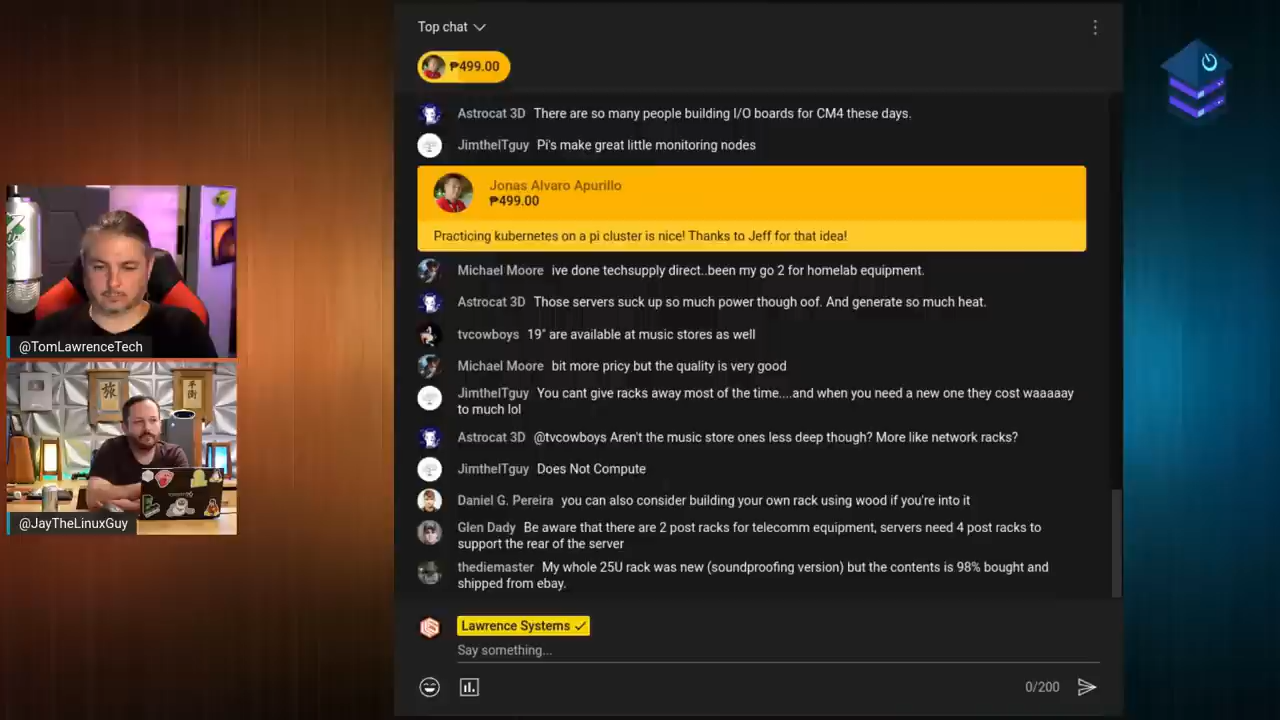 Top chat
₱499.00
Astrocat 3D There are so many people building I/O boards for CM4 these days.
JimtheITguy Pi's make great little monitoring nodes
Jonas Alvaro Apurillo
₱499.00
Practicing kubernetes on a pi cluster is nice! Thanks to Jeff for that idea!
Michael Moore ive done techsupply direct..been my go 2 for homelab equipment.
Astrocat 3D Those servers suck up so much power though oof. And generate so much heat.
tvcowboys 19" are available at music stores as well
Michael Moore bit more pricy but the quality is very good
JimtheITguy You cant give racks away most of the time....and when you need a new one they cost waaaaay
to much lol
Astrocat 3D @tvcowboys Aren't the music store ones less deep though? More like network racks?
JimtheITguy Does Not Compute
Daniel G. Pereira you can also consider building your own rack using wood if you're into it
Glen Dady Be aware that there are 2 post racks for telecomm equipment, servers need 4 post racks to
support the rear of the server
thediemaster My whole 25U rack was new (soundproofing version) but the contents is 98% bought and
shipped from ebay.
Lawrence Systems
Say something...
0/200
@TomLawrenceTech
@JayTheLinuxGuy